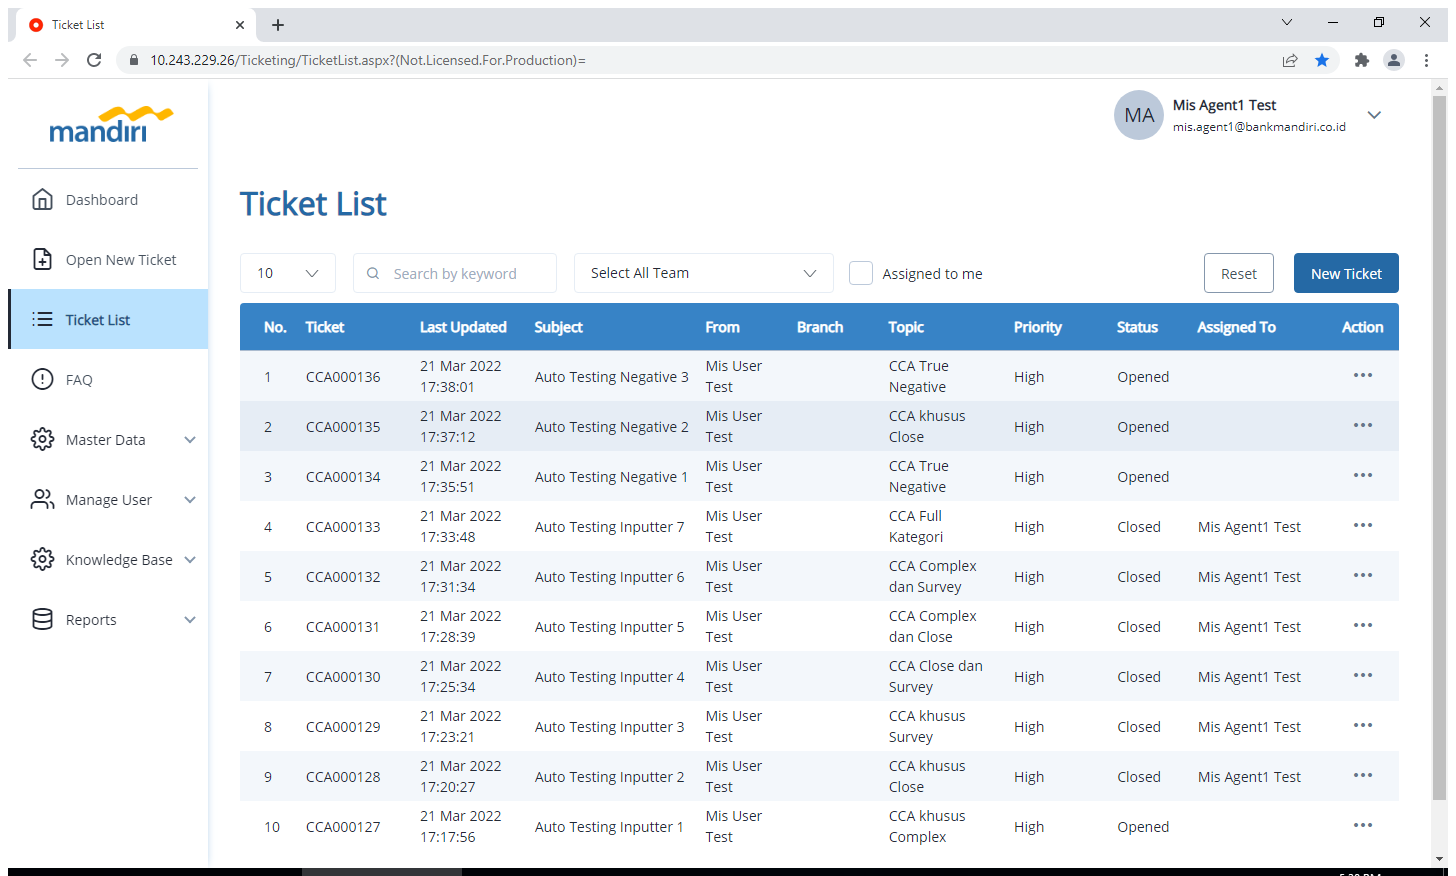 Ticket List
10.243.229.26/Ticketing/TicketList.aspx?(Not.Licensed.For.Production)=
mandiri
MA
Mis Agent1 Test
mis.agent1@bankmandiri.co.id
Dashboard
Open New Ticket
Ticket List
FAQ
Master Data
Manage User
Knowledge Base
Reports
Ticket List
10 Search by keyword Select All Team Assigned to me Reset New Ticket
No. Ticket Last Updated Subject From Branch Topic Priority Status Assigned To Action
1 CCA000136 21 Mar 2022 17:38:01 Auto Testing Negative 3 Mis User Test CCA True Negative High Opened
2 CCA000135 21 Mar 2022 17:37:12 Auto Testing Negative 2 Mis User Test CCA khusus Close High Opened
3 CCA000134 21 Mar 2022 17:35:51 Auto Testing Negative 1 Mis User Test CCA True Negative High Opened
4 CCA000133 21 Mar 2022 17:33:48 Auto Testing Inputter 7 Mis User Test CCA Full Kategori High Closed Mis Agent1 Test
5 CCA000132 21 Mar 2022 17:31:34 Auto Testing Inputter 6 Mis User Test CCA Complex dan Survey High Closed Mis Agent1 Test
6 CCA000131 21 Mar 2022 17:28:39 Auto Testing Inputter 5 Mis User Test CCA Complex dan Close High Closed Mis Agent1 Test
7 CCA000130 21 Mar 2022 17:25:34 Auto Testing Inputter 4 Mis User Test CCA Close dan Survey High Closed Mis Agent1 Test
8 CCA000129 21 Mar 2022 17:23:21 Auto Testing Inputter 3 Mis User Test CCA khusus Survey High Closed Mis Agent1 Test
9 CCA000128 21 Mar 2022 17:20:27 Auto Testing Inputter 2 Mis User Test CCA khusus Close High Closed Mis Agent1 Test
10 CCA000127 21 Mar 2022 17:17:56 Auto Testing Inputter 1 Mis User Test CCA khusus Complex High Opened